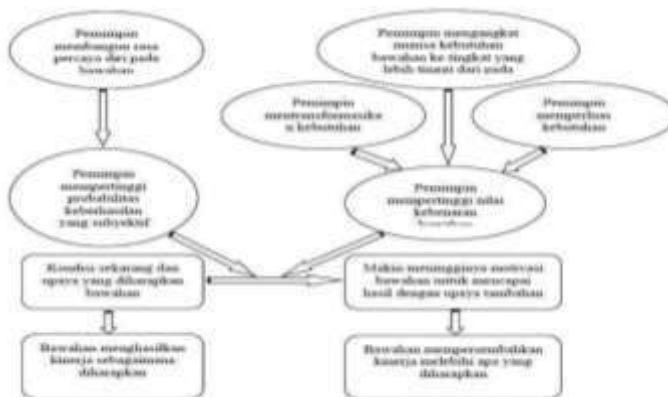 Pemimpin
membangun rasa
percaya diri pada
bawahan
Pemimpin mengangkat
kebutuhan
bawahan ke tingkat yang
lebih dari pada
Pemimpin
mentransformasika
n kebutuhan
Pemimpin
memperluas
kebutuhan
Pemimpin
mempertinggi
probabilitas
keberhasilan
yang subyektif
Pemimpin
mempertinggi nilai
kebenaran
Kondisi sekarang dan
upaya yang diharapkan
bawahan
Makin meningginya motivasi
bawahan untuk mencapai
hasil dengan upaya tambahan
Bawahan menghasilkan
kinerja sebagaimana
diharapkan
Bawahan mempersembahkan
kinerja melebihi apa yang
diharapkan